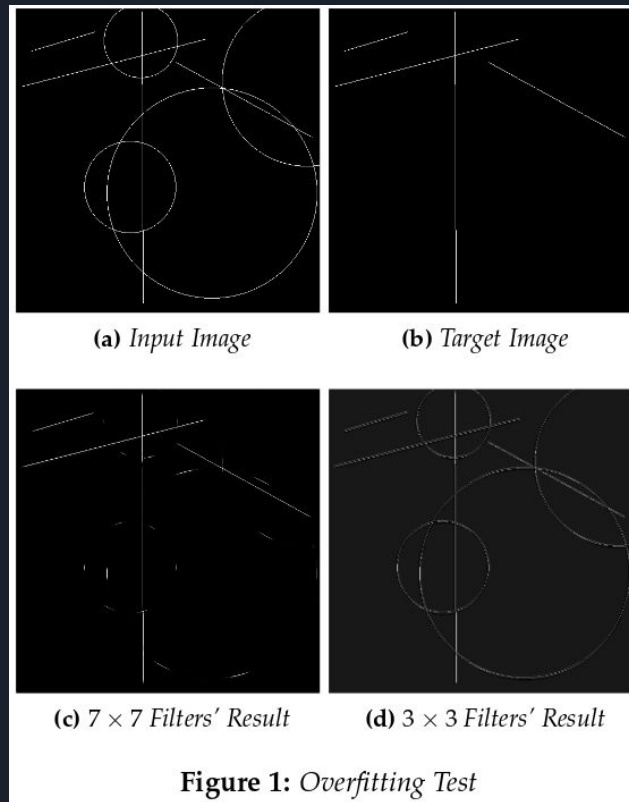 (a) Input Image
(b) Target Image
(c) 7 × 7 Filters' Result
(d) 3 × 3 Filters' Result
Figure 1: Overfitting Test